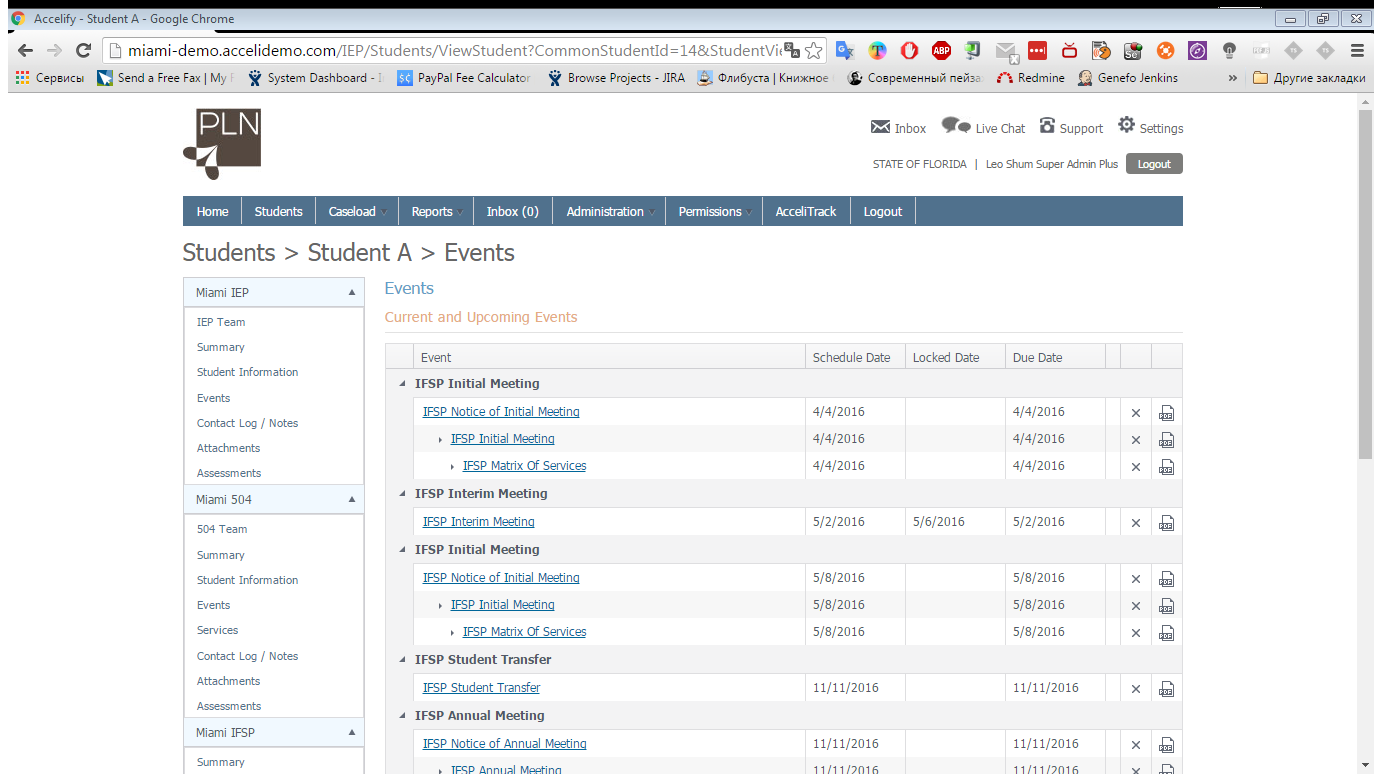 Accelify - Student A - Google Chrome
miami-demo.accelidemo.com/IEP/Students/ViewStudent?CommonStudentId=14&StudentVi
Сервисы Send a Free Fax | My System Dashboard - PayPal Fee Calculator Browse Projects - JIRA Флибуста | Книжное Современный пейза Redmine Genefo Jenkins » Другие закладки
PLN
Inbox Live Chat Support Settings
STATE OF FLORIDA | Leo Shum Super Admin Plus Logout
Home Students Caseload Reports Inbox (0) Administration Permissions AcceliTrack Logout
Students > Student A > Events
Miami IEP
IEP Team
Summary
Student Information
Events
Contact Log / Notes
Attachments
Assessments
Miami 504
504 Team
Summary
Student Information
Events
Services
Contact Log / Notes
Attachments
Assessments
Miami IFSP
Summary
Events
Current and Upcoming Events
Event Schedule Date Locked Date Due Date
IFSP Initial Meeting
IFSP Notice of Initial Meeting 4/4/2016 4/4/2016
IFSP Initial Meeting 4/4/2016 4/4/2016
IFSP Matrix Of Services 4/4/2016 4/4/2016
IFSP Interim Meeting
IFSP Interim Meeting 5/2/2016 5/6/2016 5/2/2016
IFSP Initial Meeting
IFSP Notice of Initial Meeting 5/8/2016 5/8/2016
IFSP Initial Meeting 5/8/2016 5/8/2016
IFSP Matrix Of Services 5/8/2016 5/8/2016
IFSP Student Transfer
IFSP Student Transfer 11/11/2016 11/11/2016
IFSP Annual Meeting
IFSP Notice of Annual Meeting 11/11/2016 11/11/2016
IFSP Annual Meeting 11/11/2016 11/11/2016